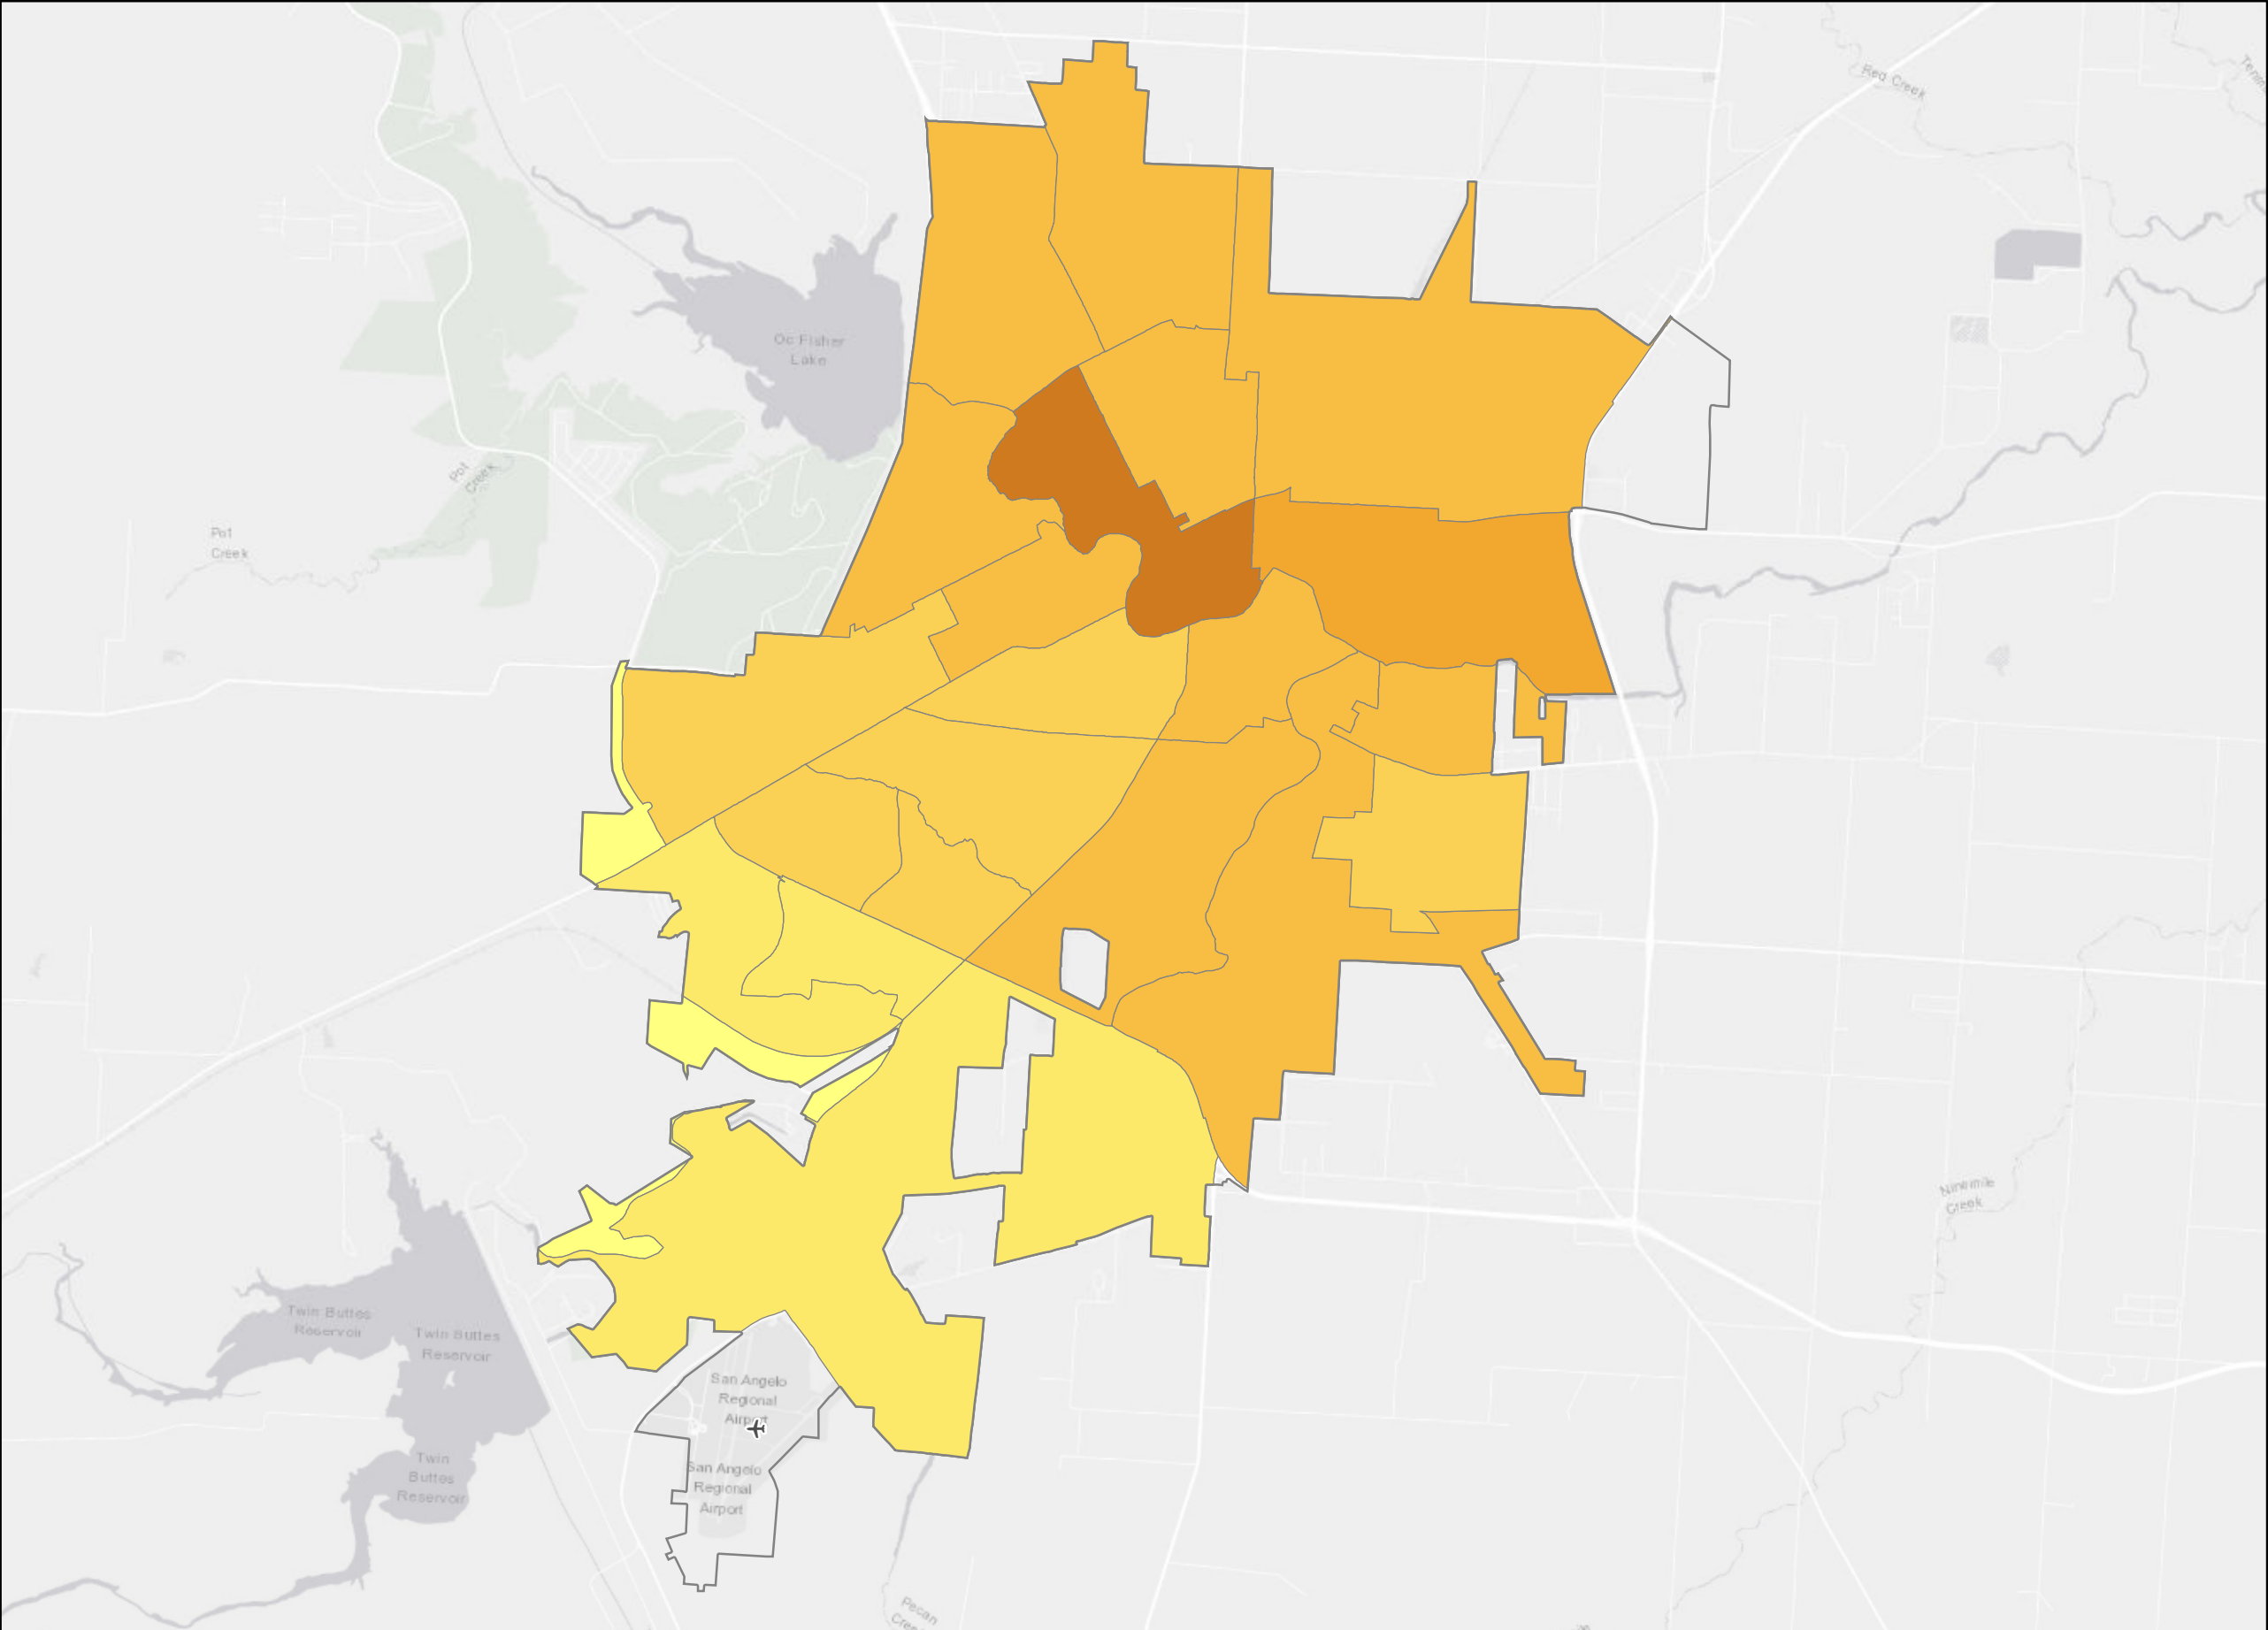 Red Creek
Oc Fisher
Lake
Pot
Creek
Pot
Creek
Ninemile
Creek
Twin Buttes
Reservoir
Twin Buttes
Reservoir
San Angelo
Regional
Airport
Twin
Buttes
Reservoir
San Angelo
Regional
Airport
Pecan